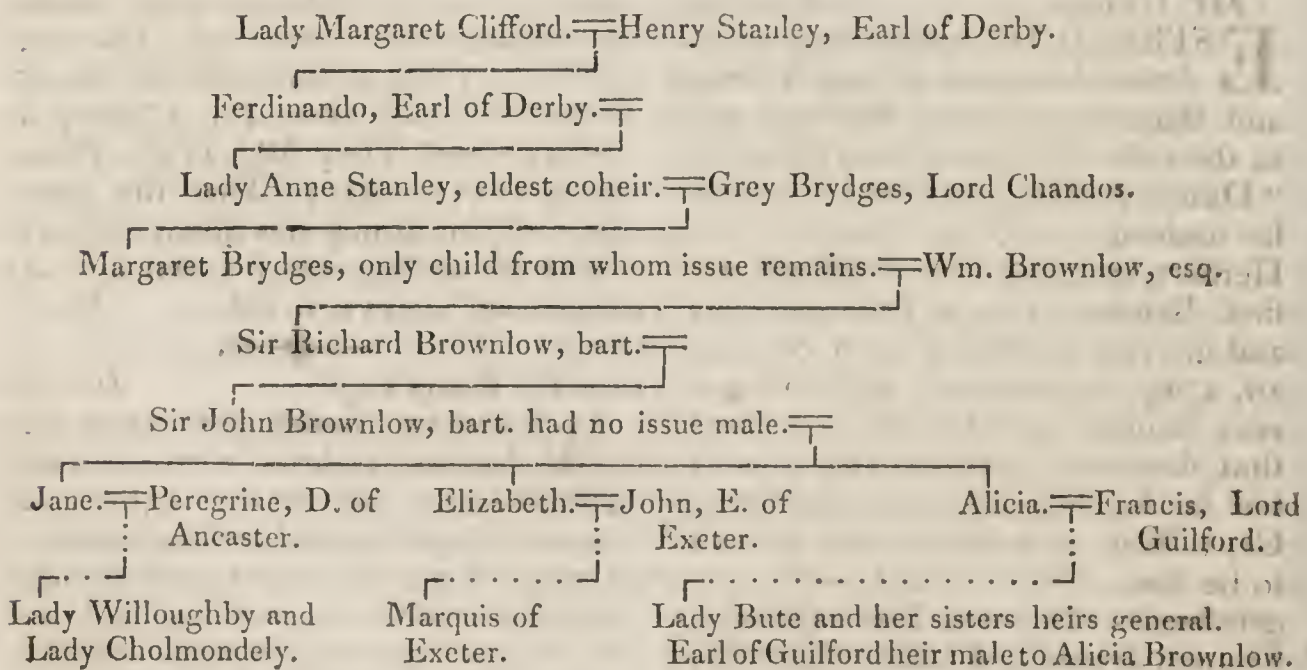 Lady Margaret Clifford.═Henry Stanley, Earl of Derby.
Ferdinando, Earl of Derby.═
Lady Anne Stanley, eldest coheir.═Grey Brydges, Lord Chandos.
Margaret Brydges, only child from whom issue remains.═Wm. Brownlow, esq.
Sir Richard Brownlow, bart.═
Sir John Brownlow, bart. had no issue male.═
Jane.═Peregrine, D. of Elizabeth.═John, E. of Alicia.═Francis, Lord
Ancaster. Exeter. Guilford.
Lady Willoughby and Marquis of Lady Bute and her sisters heirs general.
Lady Cholmondely. Exeter. Earl of Guilford heir male to Alicia Brownlow.